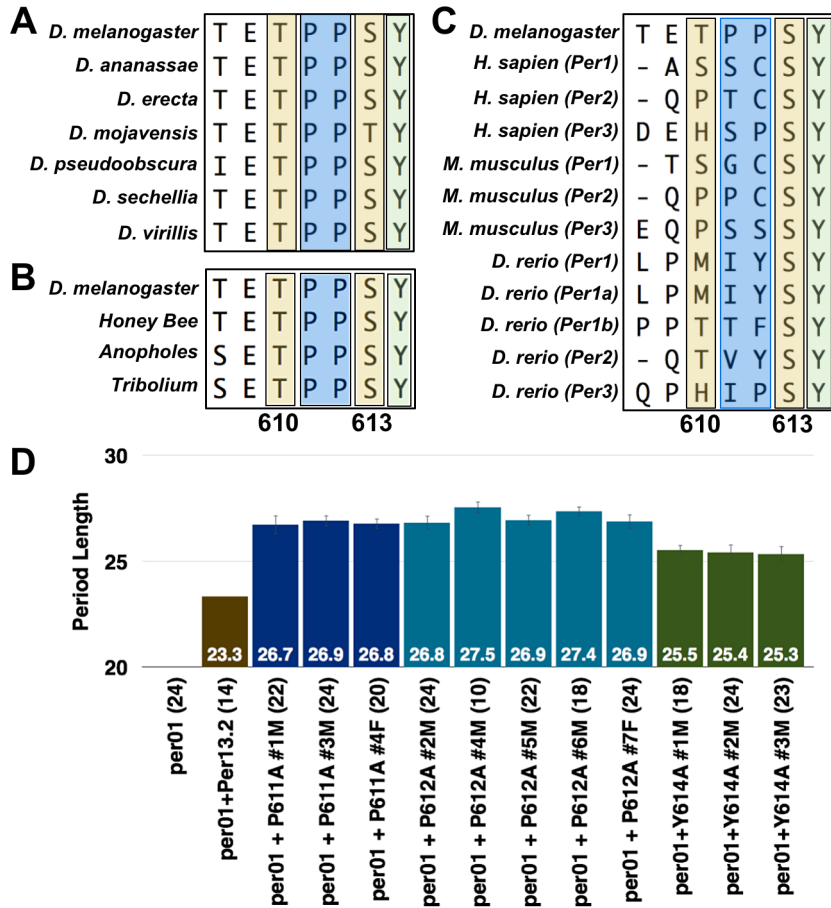 A
D. melanogaster T E T P P S Y
D. ananassae T E T P P S Y
D. erecta T E T P P S Y
D. mojavensis T E T P P T Y
D. pseudoobscura I E T P P S Y
D. sechellia T E T P P S Y
D. virillis T E T P P S Y
B
D. melanogaster T E T P P S Y
Honey Bee T E T P P S Y
Anopholes S E T P P S Y
Tribolium S E T P P S Y
610 613
C
D. melanogaster T E T P P S Y
H. sapien (Per1) – A S S C S Y
H. sapien (Per2) – Q P T C S Y
H. sapien (Per3) D E H S P S Y
M. musculus (Per1) – T S G C S Y
M. musculus (Per2) – Q P P C S Y
M. musculus (Per3) E Q P S S S Y
D. rerio (Per1) L P M I Y S Y
D. rerio (Per1a) L P M I Y S Y
D. rerio (Per1b) P P T T F S Y
D. rerio (Per2) – Q T V Y S Y
D. rerio (Per3) Q P H I P S Y
610 613
D
Period Length
30
25
20
23.3 26.7 26.9 26.8 26.8 27.5 26.9 27.4 26.9 25.5 25.4 25.3
per01 (24)
per01+Per13.2 (14)
per01 + P611A #1M (22)
per01 + P611A #3M (24)
per01 + P611A #4F (20)
per01 + P612A #2M (24)
per01 + P612A #4M (10)
per01 + P612A #5M (22)
per01 + P612A #6M (18)
per01 + P612A #7F (24)
per01+Y614A #1M (18)
per01+Y614A #2M (24)
per01+Y614A #3M (23)